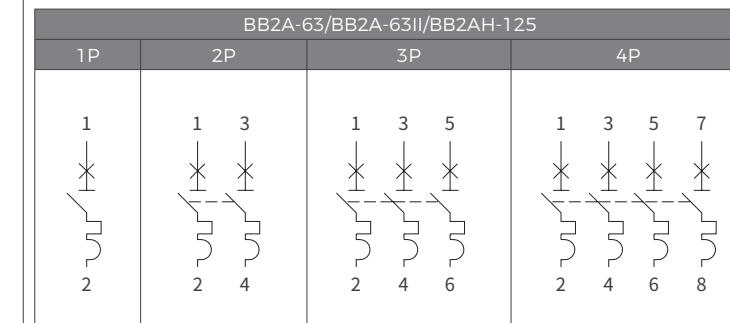 BB2A-63/BB2A-63II/BB2AH-125
1P 2P 3P 4P
1 1 3 1 3 5 1 3 5 7
2 2 4 2 4 6 2 4 6 8